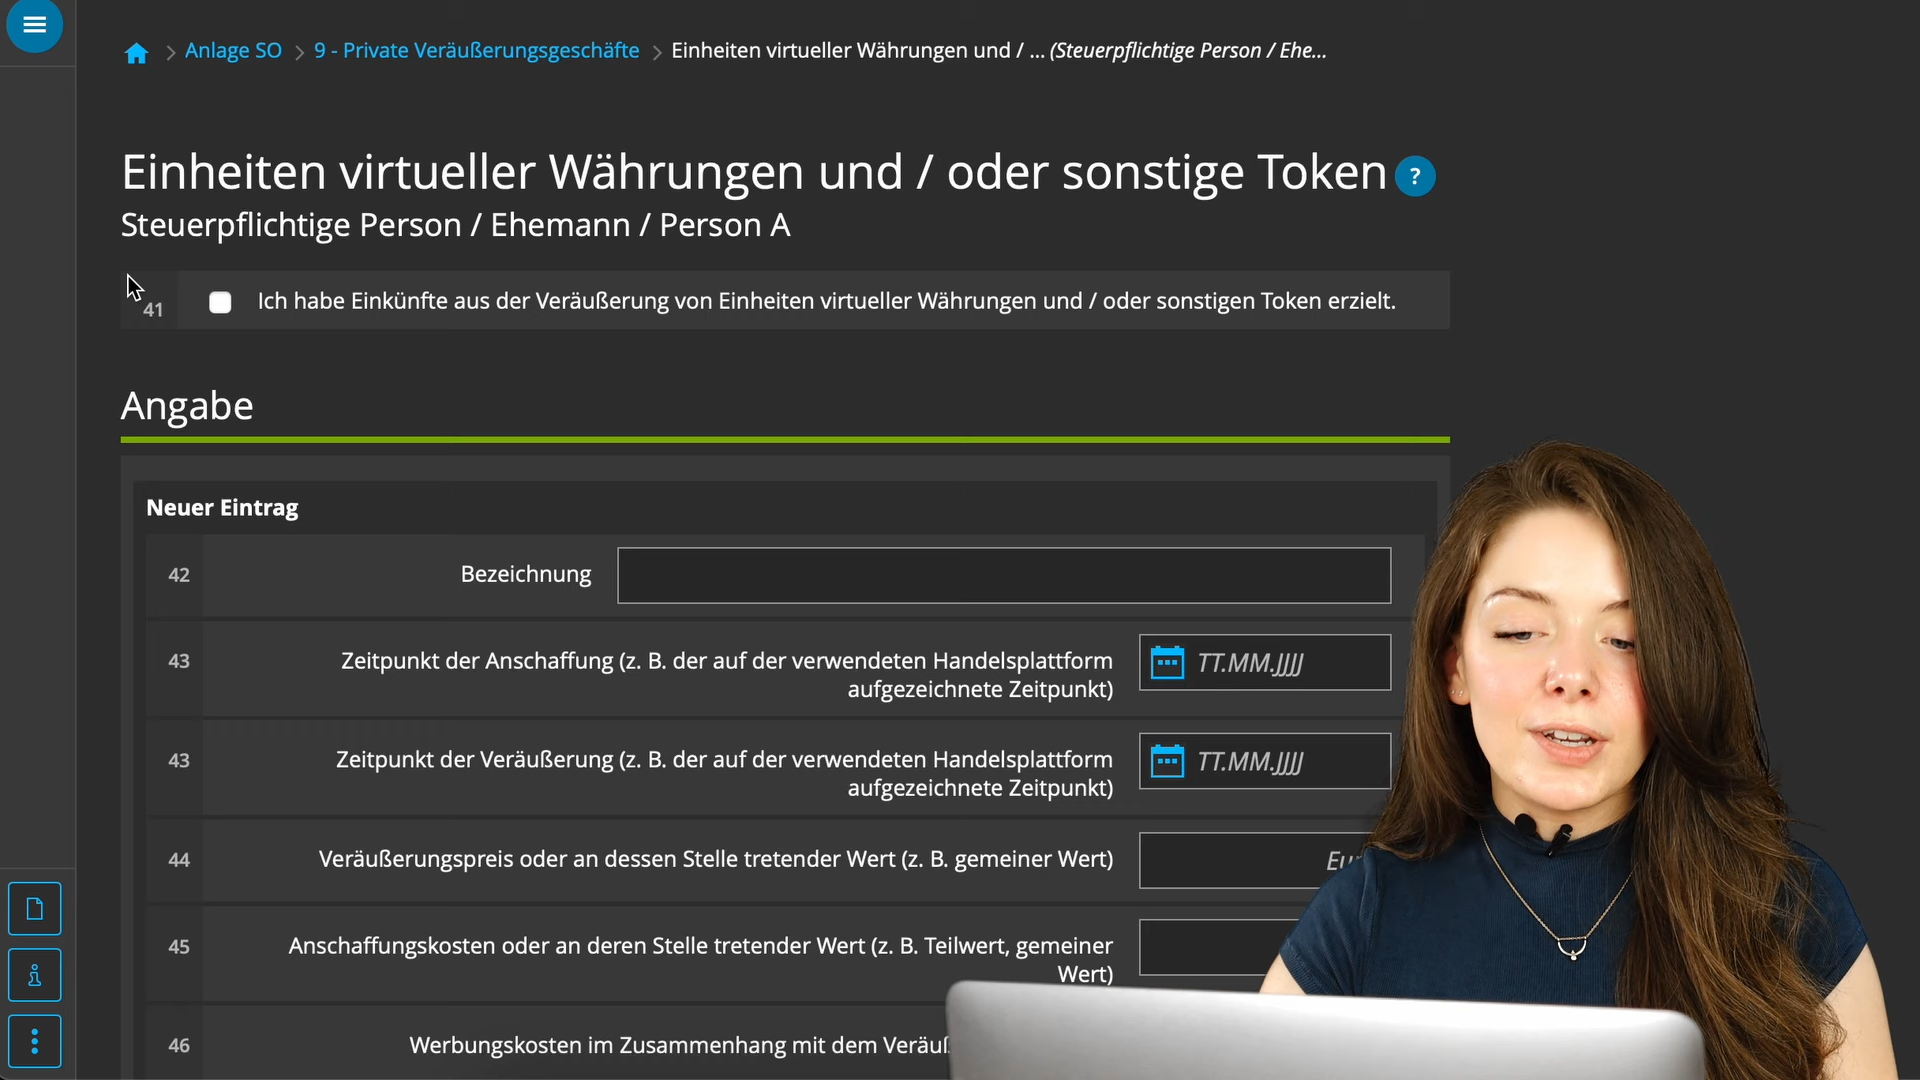 Anlage SO > 9 - Private Veräußerungsgeschäfte > Einheiten virtueller Währungen und / ... (Steuerpflichtige Person / Ehe...
Einheiten virtueller Währungen und / oder sonstige Token ?
Steuerpflichtige Person / Ehemann / Person A
41 Ich habe Einkünfte aus der Veräußerung von Einheiten virtueller Währungen und / oder sonstigen Token erzielt.
Angabe
Neuer Eintrag
42 Bezeichnung
43 Zeitpunkt der Anschaffung (z. B. der auf der verwendeten Handelsplattform TT.MM.JJJJ
aufgezeichnete Zeitpunkt)
43 Zeitpunkt der Veräußerung (z. B. der auf der verwendeten Handelsplattform TT.MM.JJJJ
aufgezeichnete Zeitpunkt)
44 Veräußerungspreis oder an dessen Stelle tretender Wert (z. B. gemeiner Wert)
45 Anschaffungskosten oder an deren Stelle tretender Wert (z. B. Teilwert, gemeiner
Wert)
46 Werbungskosten im Zusammenhang mit dem